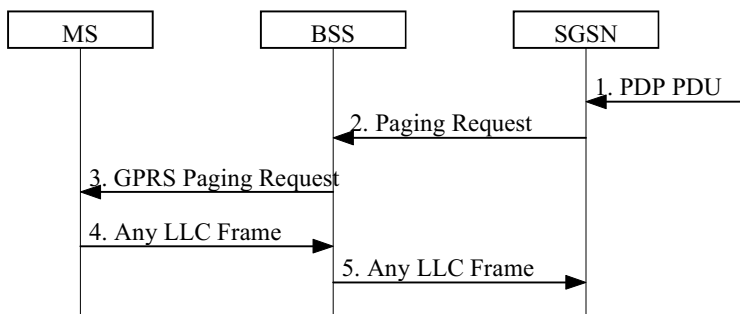 MS
BSS
SGSN
1. PDP PDU
2. Paging Request
3. GPRS Paging Request
4. Any LLC Frame
5. Any LLC Frame